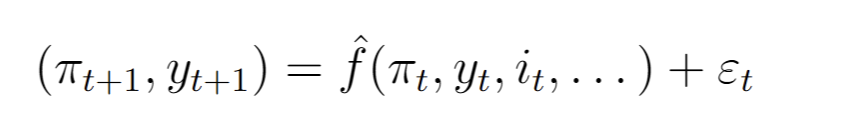 (π_{t+1}, y_{t+1}) = f̂(π_t, y_t, i_t, …) + ε_t